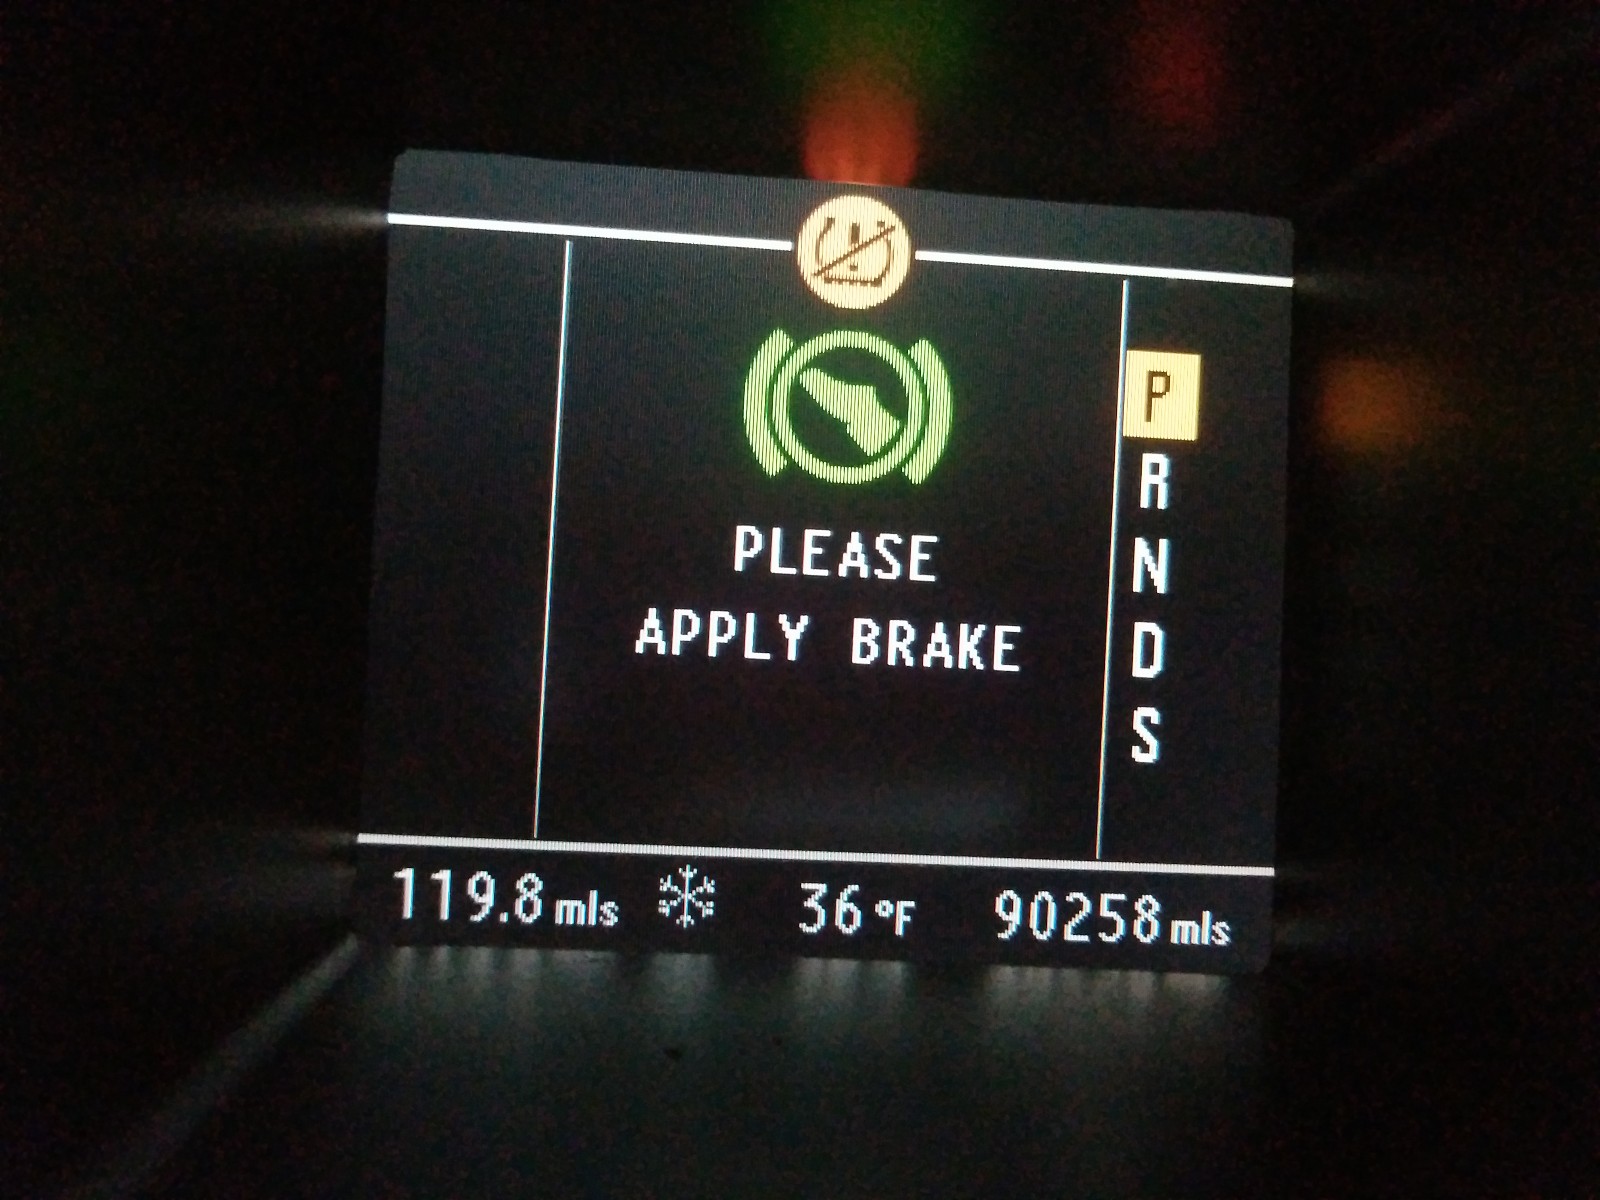 P
R
N
D
S
PLEASE
APPLY BRAKE
119.8 mls 36 °F 90258 mls